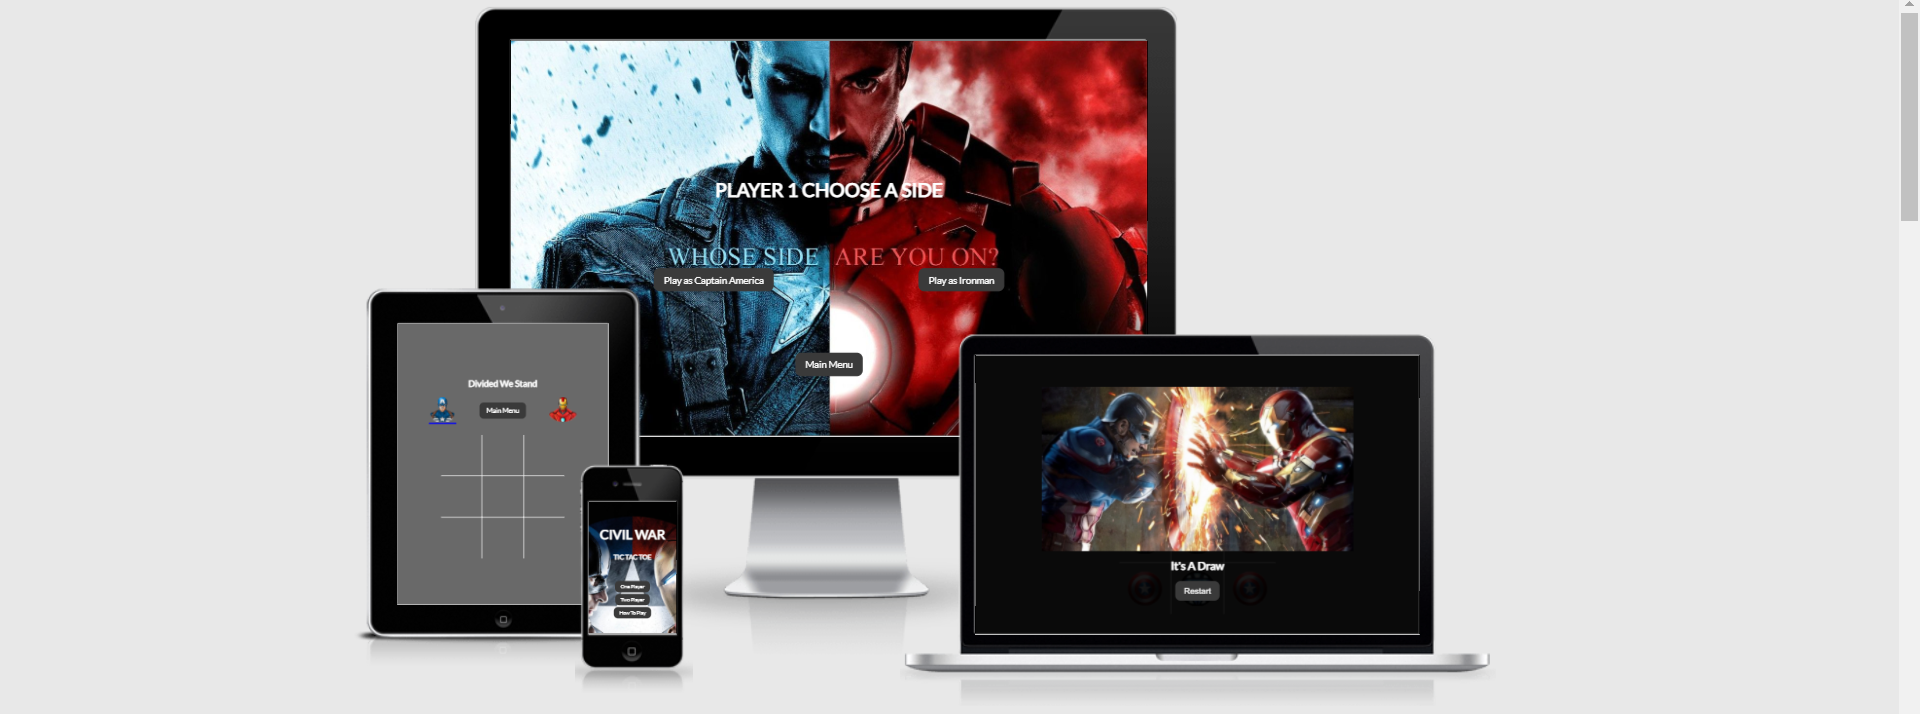 PLAYER 1 CHOOSE A SIDE
WHOSE SIDE ARE YOU ON?
Play as Captain America
Play as Ironman
Main Menu
Divided We Stand
Main Menu
CIVIL WAR
TIC TAC TOE
One Player
Two Player
How To Play
It's A Draw
Restart